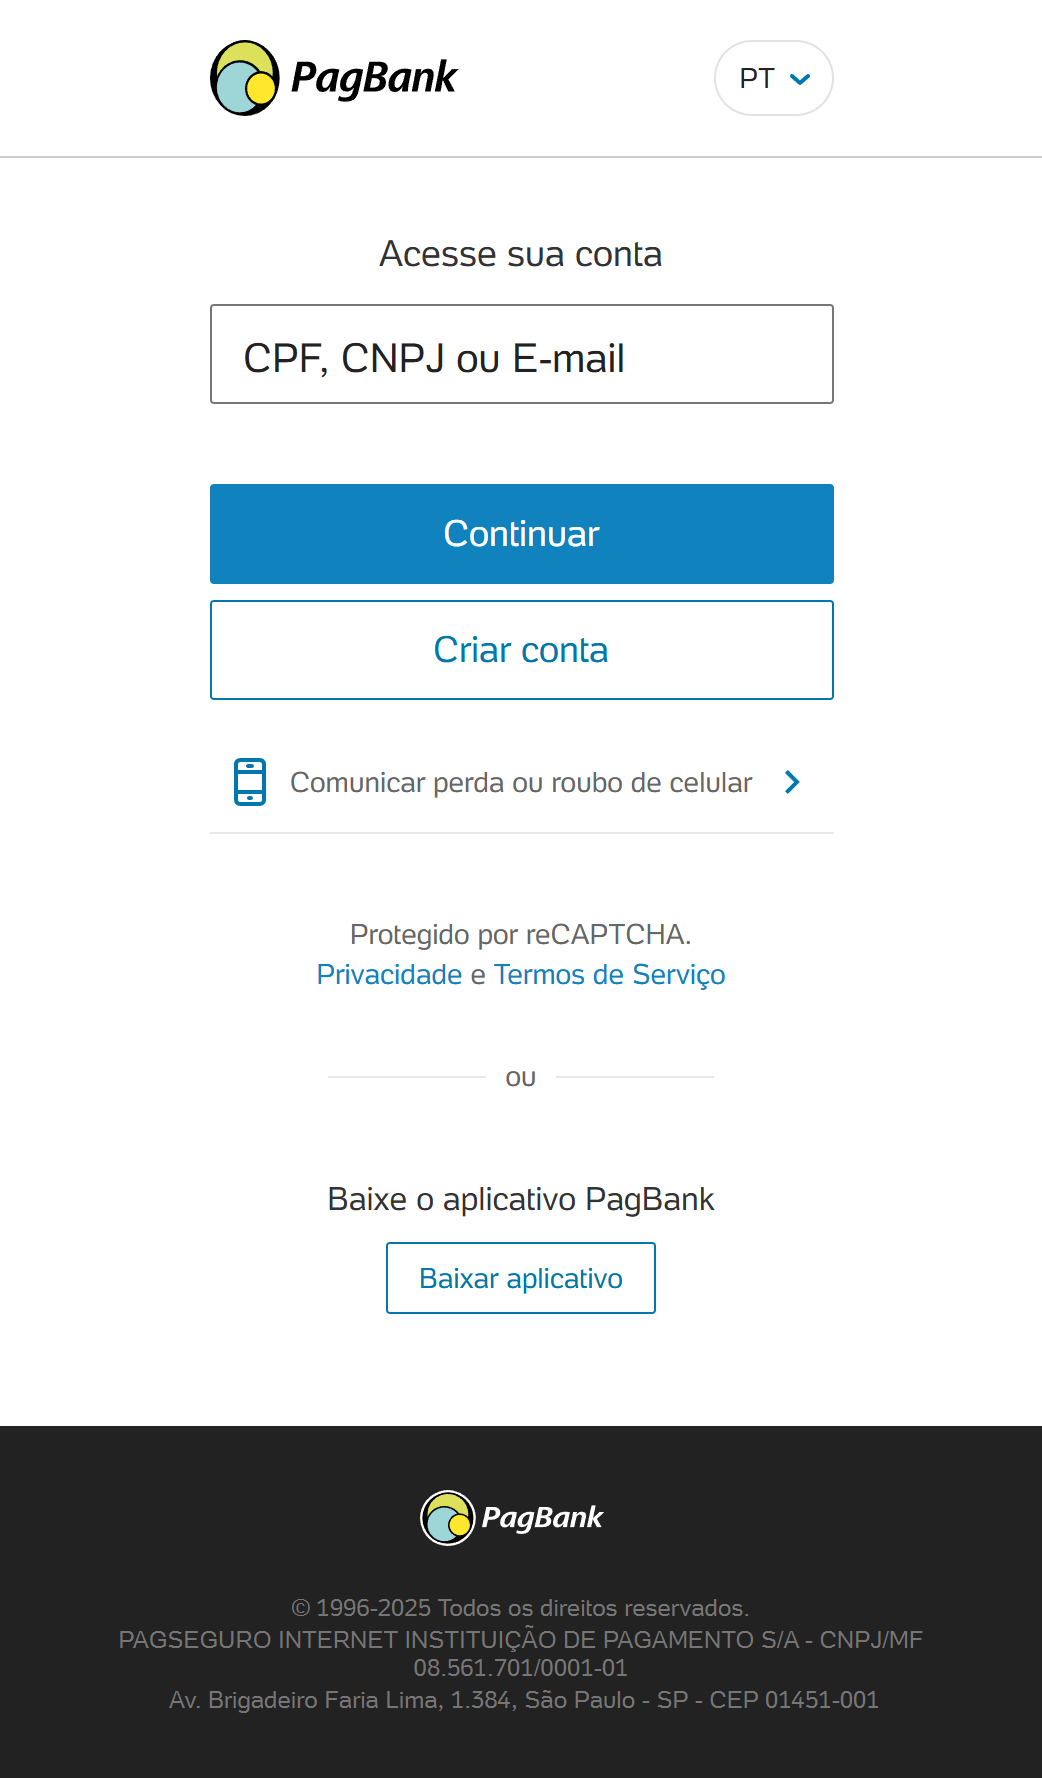 PagBank
PT
Acesse sua conta
CPF, CNPJ ou E-mail
Continuar
Criar conta
Comunicar perda ou roubo de celular
Protegido por reCAPTCHA.
Privacidade e Termos de Serviço
ou
Baixe o aplicativo PagBank
Baixar aplicativo
PagBank
© 1996-2025 Todos os direitos reservados.
PAGSEGURO INTERNET INSTITUIÇÃO DE PAGAMENTO S/A - CNPJ/MF
08.561.701/0001-01
Av. Brigadeiro Faria Lima, 1.384, São Paulo - SP - CEP 01451-001